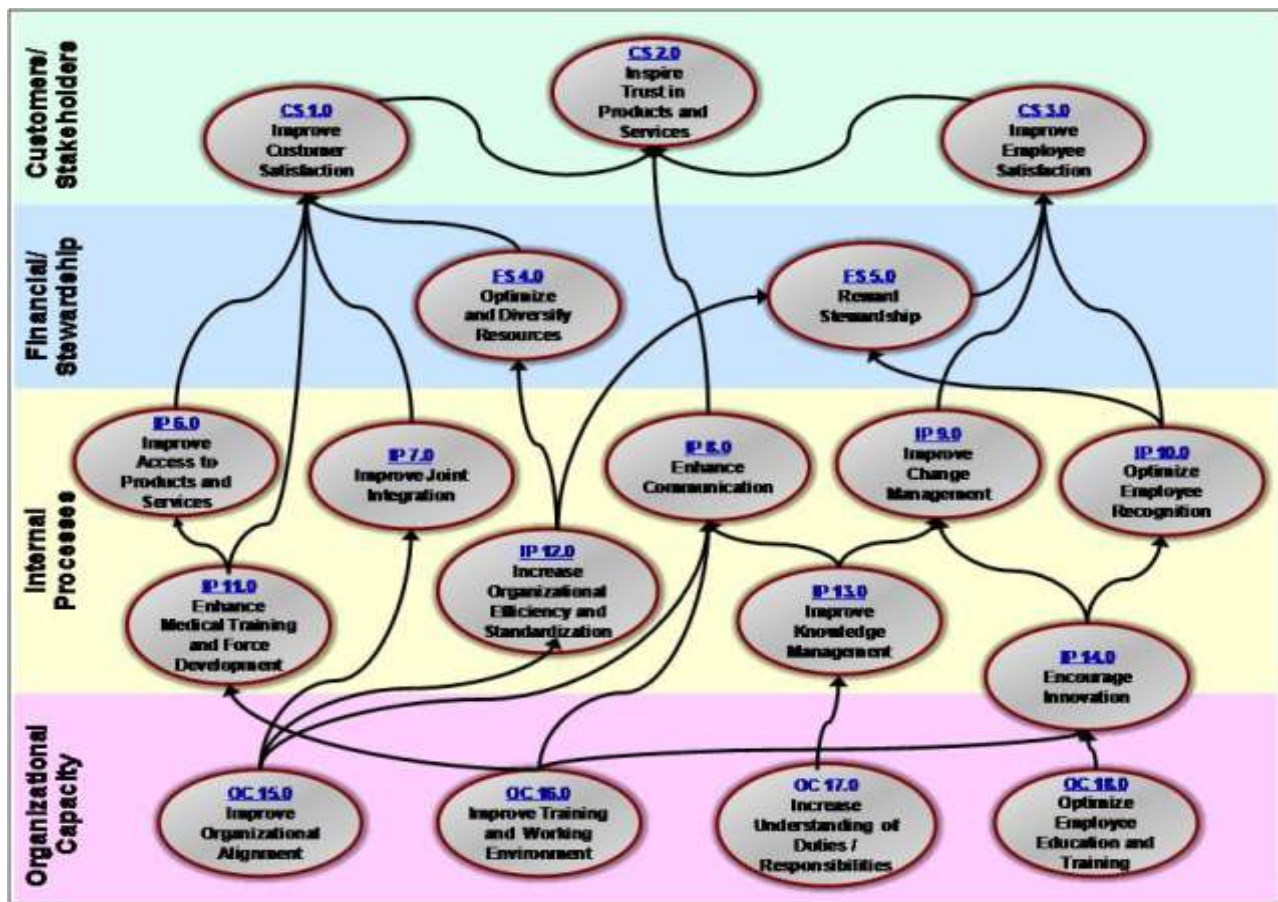 Customers/
Stakeholders
CS 1.0
Improve
Customer
Satisfaction
CS 2.0
Inspire
Trust in
Products and
Services
CS 3.0
Improve
Employee
Satisfaction
Financial/
Stewardship
FS 4.0
Optimize
and Diversify
Resources
FS 5.0
Reward
Stewardship
Internal
Processes
IP 6.0
Improve
Access to
Products and
Services
IP 7.0
Improve Joint
Integration
IP 8.0
Enhance
Communication
IP 9.0
Improve
Change
Management
IP 10.0
Optimize
Employee
Recognition
IP 11.0
Enhance
Medical Training
and Force
Development
IP 12.0
Increase
Organizational
Efficiency and
Standardization
IP 13.0
Improve
Knowledge
Management
IP 14.0
Encourage
Innovation
Organizational
Capacity
OC 15.0
Improve
Organizational
Alignment
OC 16.0
Improve Training
and Working
Environment
OC 17.0
Increase
Understanding of
Duties /
Responsibilities
OC 18.0
Optimize
Employee
Education and
Training